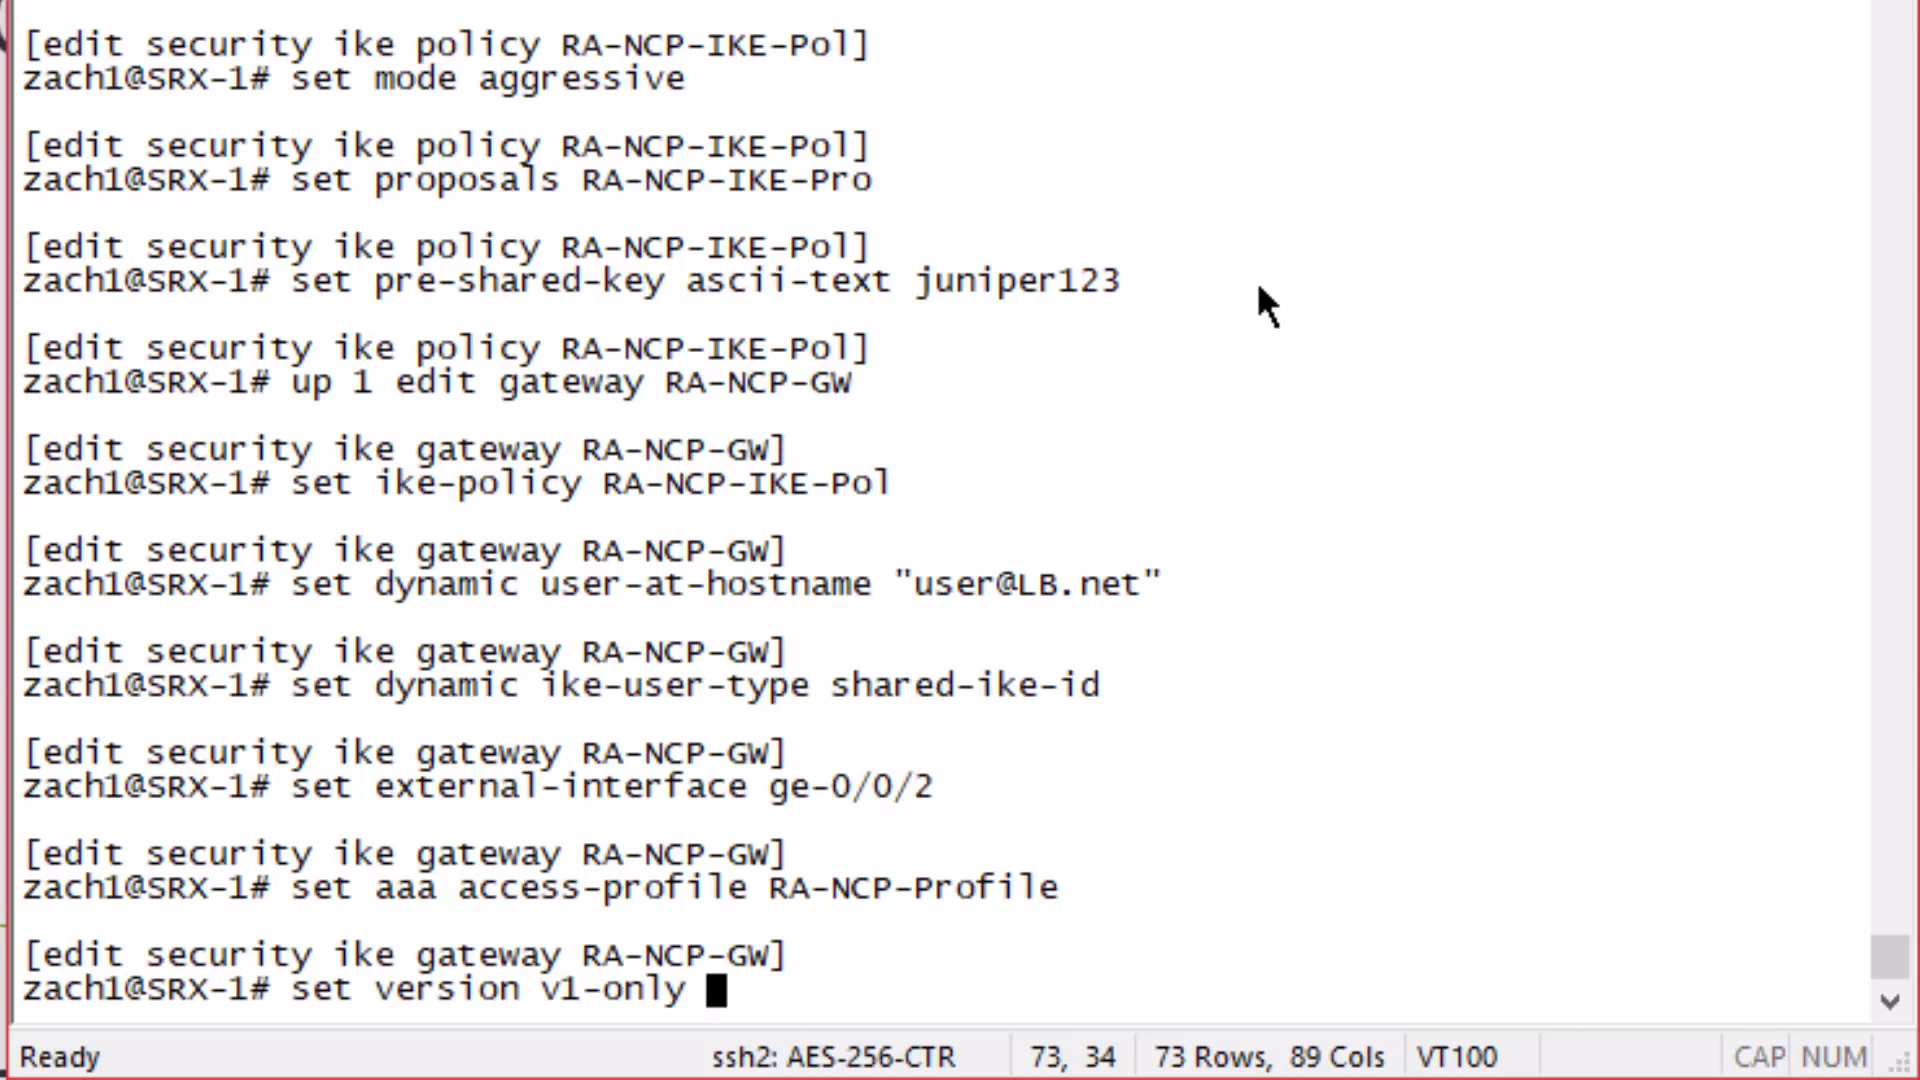 [edit security ike policy RA-NCP-IKE-Pol]
zach1@SRX-1# set mode aggressive
[edit security ike policy RA-NCP-IKE-Pol]
zach1@SRX-1# set proposals RA-NCP-IKE-Pro
[edit security ike policy RA-NCP-IKE-Pol]
zach1@SRX-1# set pre-shared-key ascii-text juniper123
[edit security ike policy RA-NCP-IKE-Pol]
zach1@SRX-1# up 1 edit gateway RA-NCP-GW
[edit security ike gateway RA-NCP-GW]
zach1@SRX-1# set ike-policy RA-NCP-IKE-Pol
[edit security ike gateway RA-NCP-GW]
zach1@SRX-1# set dynamic user-at-hostname "user@LB.net"
[edit security ike gateway RA-NCP-GW]
zach1@SRX-1# set dynamic ike-user-type shared-ike-id
[edit security ike gateway RA-NCP-GW]
zach1@SRX-1# set external-interface ge-0/0/2
[edit security ike gateway RA-NCP-GW]
zach1@SRX-1# set aaa access-profile RA-NCP-Profile
[edit security ike gateway RA-NCP-GW]
zach1@SRX-1# set version v1-only
Ready ssh2: AES-256-CTR 73, 34 73 Rows, 89 Cols VT100 CAP NUM